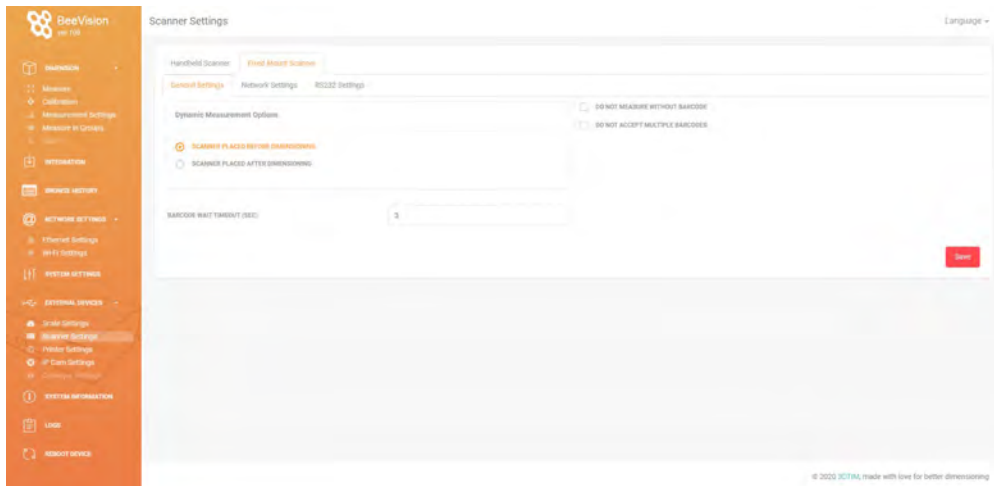 BeeVision
Scanner Settings
Language
DIMENSION
Measure
Calibration
Measurement Settings
Measure in Groups
INTEGRATION
BROWSE HISTORY
NETWORK SETTINGS
Ethernet Settings
Wi-Fi Settings
SYSTEM SETTINGS
EXTERNAL DEVICES
Scale Settings
Scanner Settings
Printer Settings
IP Cam Settings
SYSTEM INFORMATION
LOGS
REBOOT DEVICE
Handheld Scanner
Fixed Mount Scanner
General Settings
Network Settings
RS232 Settings
Dynamic Measurement Options
SCANNER PLACED BEFORE DIMENSIONING
SCANNER PLACED AFTER DIMENSIONING
DO NOT MEASURE WITHOUT BARCODE
DO NOT ACCEPT MULTIPLE BARCODES
BARCODE WAIT TIMEOUT (SEC)
Save
© 2020 3DTIM, made with love for better dimensioning